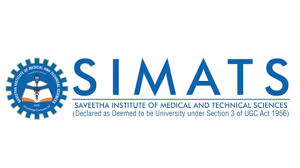 SIMATS
SAVEETHA INSTITUTE OF MEDICAL AND TECHNICAL SCIENCES
(Declared as Deemed to be University under Section 3 of UGC Act 1956)